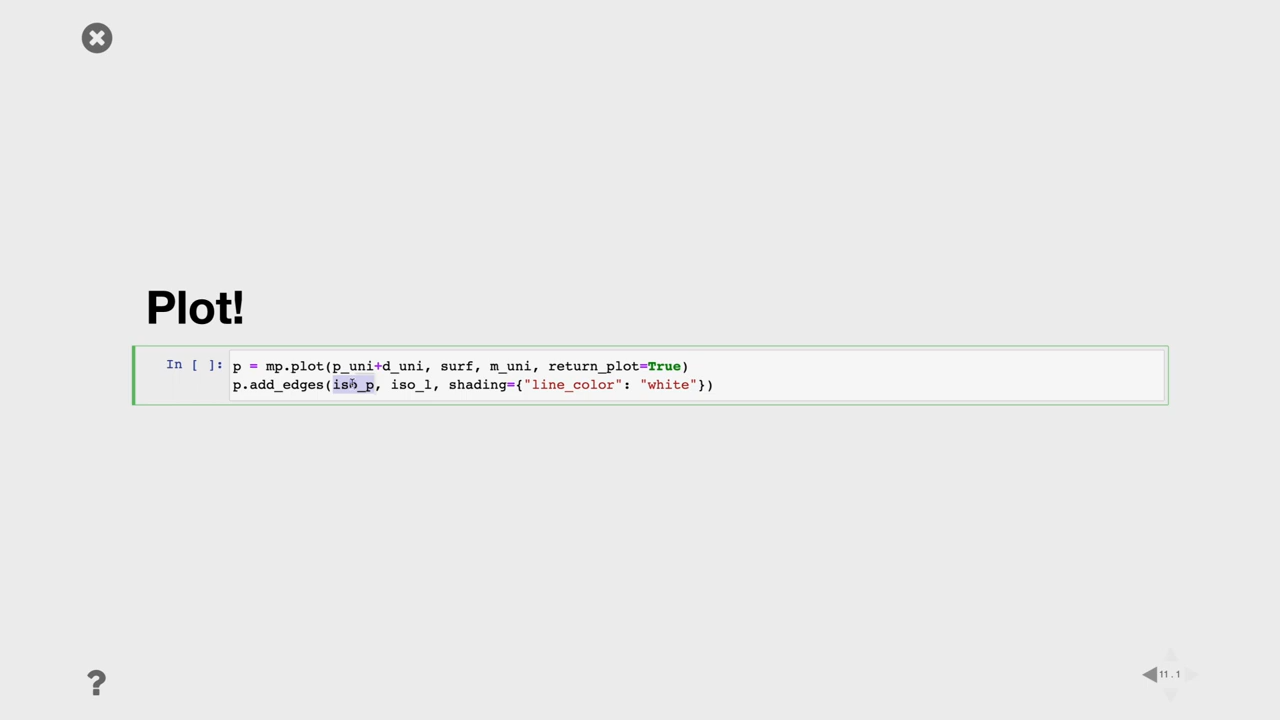 Plot!
In [ ]: p = mp.plot(p_uni+d_uni, surf, m_uni, return_plot=True)
p.add_edges(iso_p, iso_l, shading={"line_color": "white"})
?
11.1